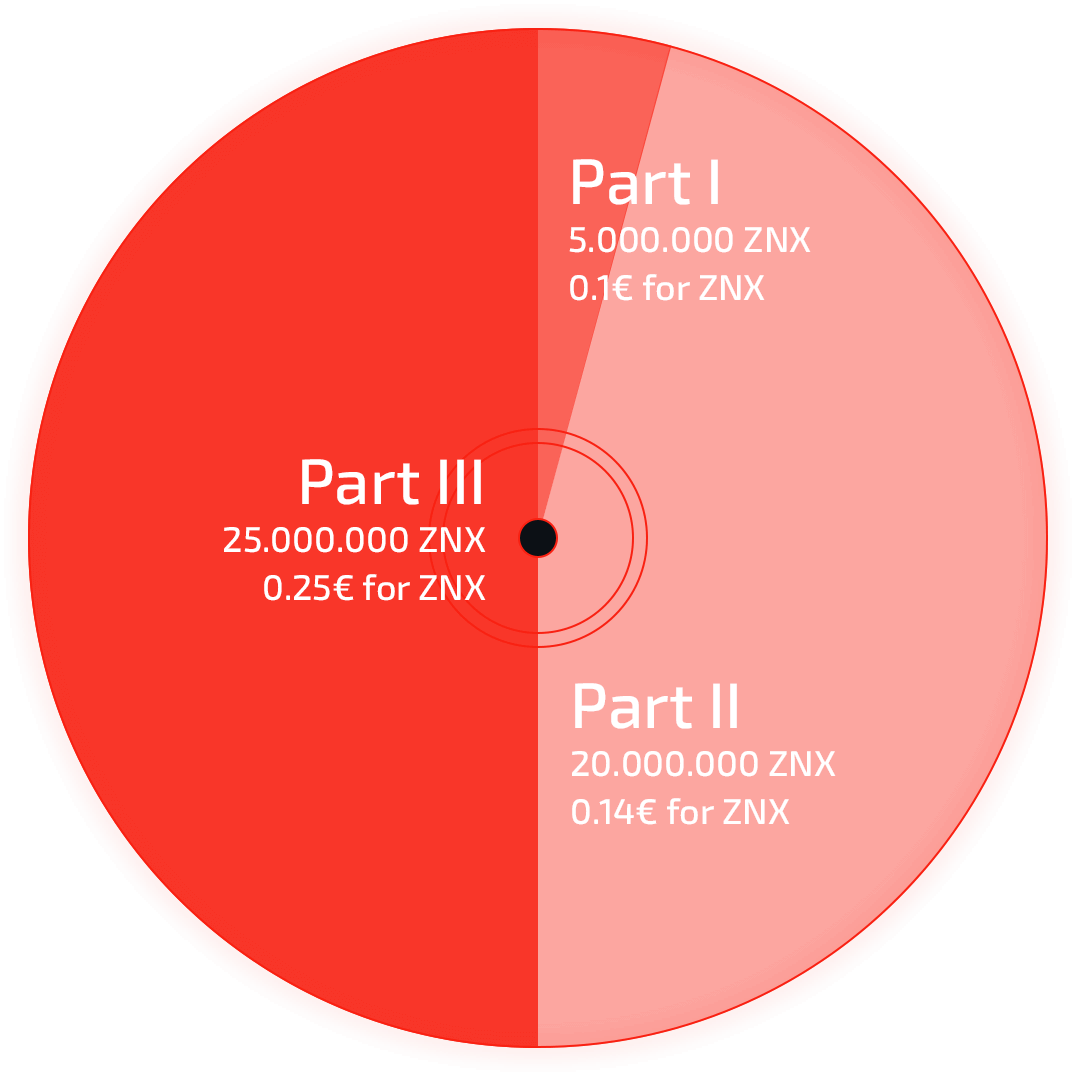 Part I
5.000.000 ZNX
0.1€ for ZNX
Part III
25.000.000 ZNX
0.25€ for ZNX
Part II
20.000.000 ZNX
0.14€ for ZNX